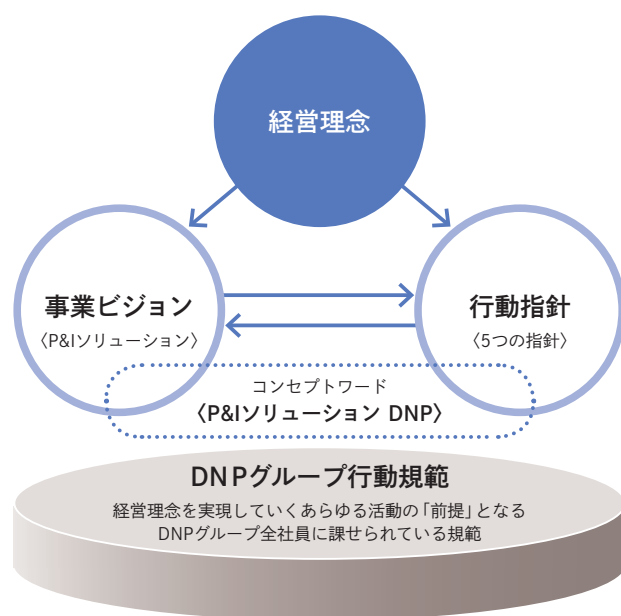 経営理念
事業ビジョン
〈P&Iソリューション〉
行動指針
〈5つの指針〉
コンセプトワード
〈P&Iソリューション DNP〉
DNPグループ行動規範
経営理念を実現していくあらゆる活動の「前提」となる
DNPグループ全社員に課せられている規範